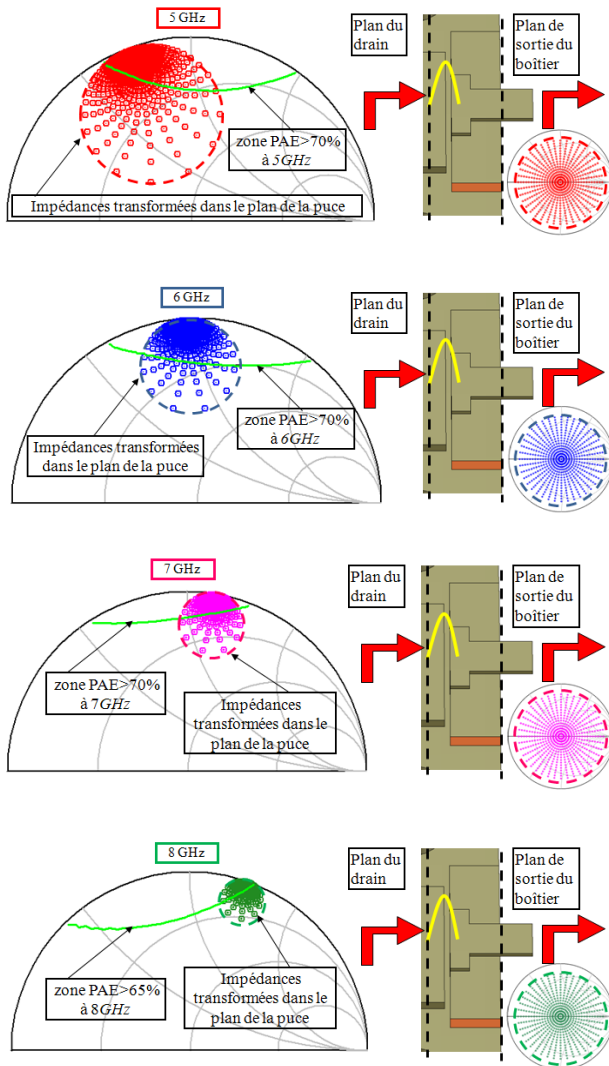 5 GHz
Plan du
drain
Plan de
sortie du
boîtier
zone PAE>70%
à 5GHz
Impédances transformées dans le plan de la puce
6 GHz
Plan du
drain
Plan de
sortie du
boîtier
Impédances transformées
dans le plan de la puce
zone PAE>70%
à 6GHz
7 GHz
Plan du
drain
Plan de
sortie du
boîtier
zone PAE>70%
à 7GHz
Impédances
transformées dans le
plan de la puce
8 GHz
Plan du
drain
Plan de
sortie du
boîtier
zone PAE>65%
à 8GHz
Impédances
transformées dans le
plan de la puce